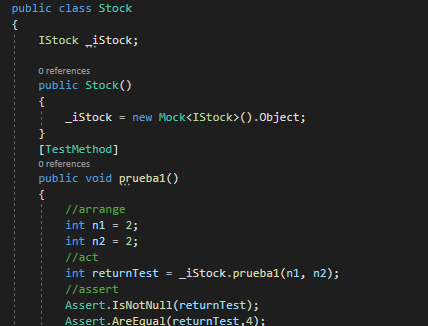 public class Stock
{
IStock _iStock;
0 references
public Stock()
{
_iStock = new Mock<IStock>().Object;
}
[TestMethod]
0 references
public void prueba1()
{
//arrange
int n1 = 2;
int n2 = 2;
//act
int returnTest = _iStock.prueba1(n1, n2);
//assert
Assert.IsNotNull(returnTest);
Assert.AreEqual(returnTest,4);